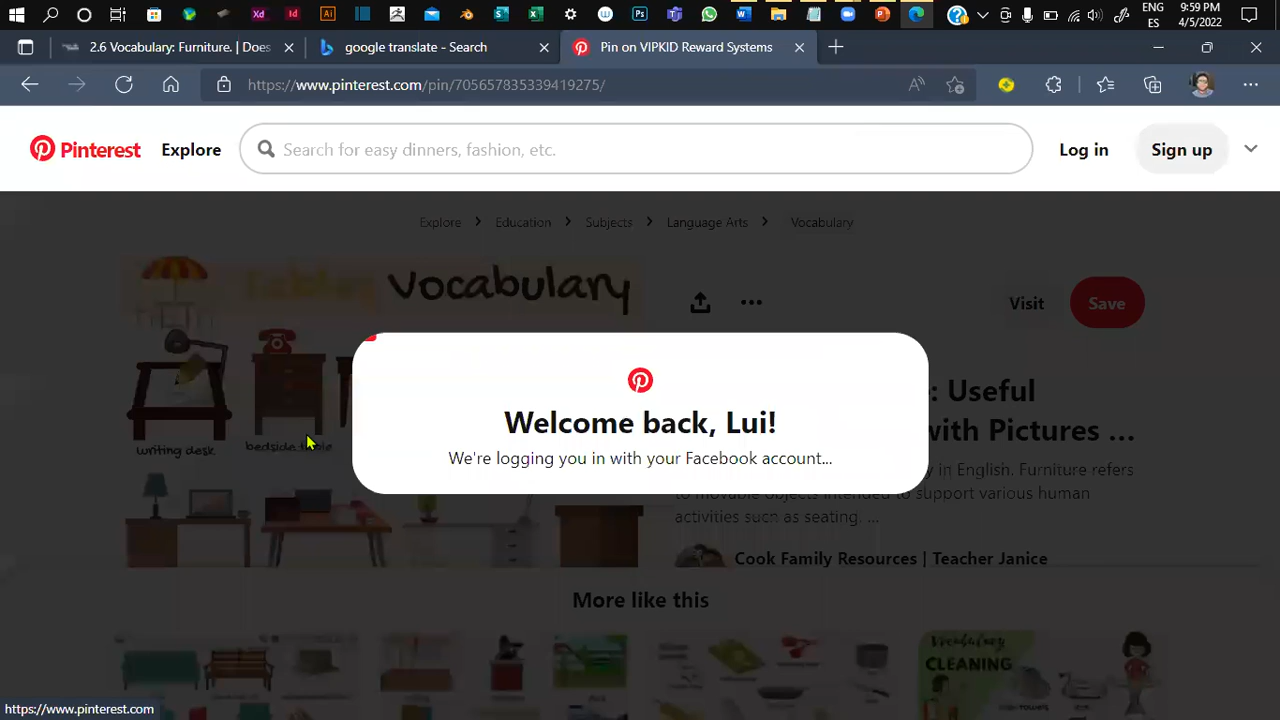 ENG
ES
9:59 PM
4/5/2022
2.6 Vocabulary: Furniture. | Does
google translate - Search
Pin on VIPKID Reward Systems
https://www.pinterest.com/pin/705657835339419275/
Pinterest
Explore
Search for easy dinners, fashion, etc.
Log in
Sign up
Explore > Education > Subjects > Language Arts > Vocabulary
Tables Vocabulary
Visit
Save
writing desk
bedside table
Welcome back, Lui!
We're logging you in with your Facebook account...
: Useful
with Pictures ...
y in English. Furniture refers
to movable objects intended to support various human
activities such as seating. ...
Cook Family Resources | Teacher Janice
More like this
Vocabulary
CLEANING
https://www.pinterest.com